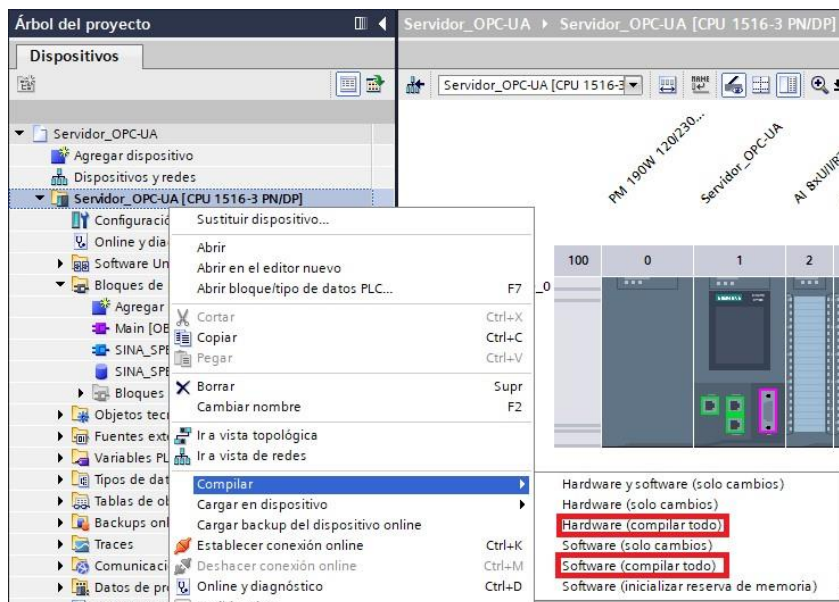 Árbol del proyecto
Servidor_OPC-UA
Servidor_OPC-UA [CPU 1516-3 PN/DP]
Dispositivos
Servidor_OPC-UA [CPU 1516-3
Servidor_OPC-UA
Agregar dispositivo
Dispositivos y redes
Servidor_OPC-UA [CPU 1516-3 PN/DP]
Configuració
Online y dia
Software Un
Bloques de
Agregar
Main [OB
SINA_SPE
SINA_SPE
Bloques
Objetos tecn
Fuentes exte
Variables PL
Tipos de dat
Tablas de ob
Backups onl
Traces
Comunicaci
Datos de pr
Sustituir dispositivo...
Abrir
Abrir en el editor nuevo
Abrir bloque/tipo de datos PLC... F7
Cortar Ctrl+X
Copiar Ctrl+C
Pegar Ctrl+V
Borrar Supr
Cambiar nombre F2
Ir a vista topológica
Ir a vista de redes
Compilar
Cargar en dispositivo
Cargar backup del dispositivo online
Establecer conexión online Ctrl+K
Deshacer conexión online Ctrl+M
Online y diagnóstico Ctrl+D
Hardware y software (solo cambios)
Hardware (solo cambios)
Hardware (compilar todo)
Software (solo cambios)
Software (compilar todo)
Software (inicializar reserva de memoria)
PM 190W 120/230...
Servidor_OPC-UA
AI 8xU/I/R
100 0 1 2
_0
SIEMENS